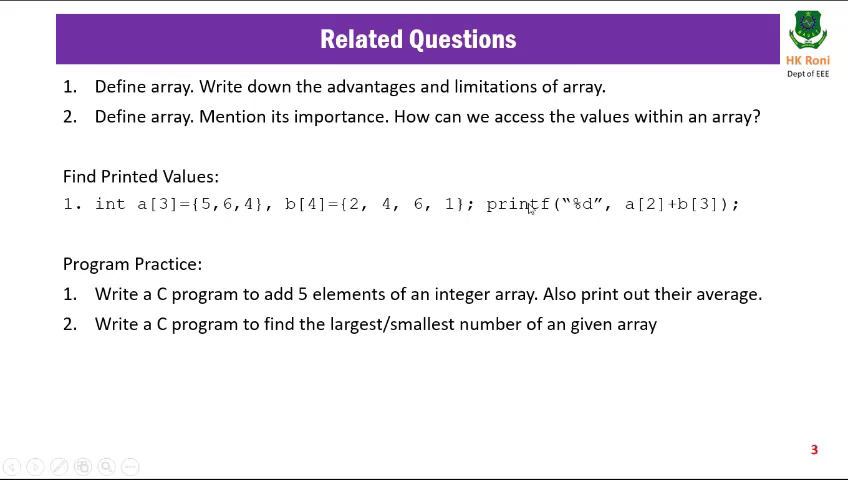 Related Questions
HK Roni
Dept of EEE
1. Define array. Write down the advantages and limitations of array.
2. Define array. Mention its importance. How can we access the values within an array?
Find Printed Values:
1. int a[3]={5,6,4}, b[4]={2, 4, 6, 1}; printf(“%d”, a[2]+b[3]);
Program Practice:
1. Write a C program to add 5 elements of an integer array. Also print out their average.
2. Write a C program to find the largest/smallest number of an given array
3